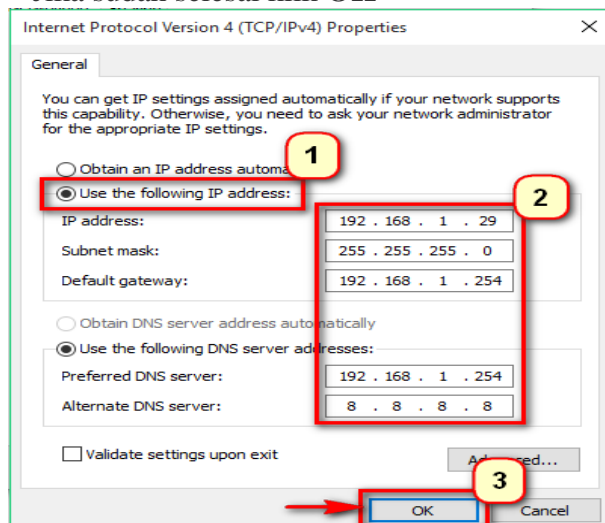 Internet Protocol Version 4 (TCP/IPv4) Properties
General
You can get IP settings assigned automatically if your network supports
this capability. Otherwise, you need to ask your network administrator
for the appropriate IP settings.
1
Obtain an IP address
Use the following IP address:
2
IP address: 192 . 168 . 1 . 29
Subnet mask: 255 . 255 . 255 . 0
Default gateway: 192 . 168 . 1 . 254
Obtain DNS server address automatically
Use the following DNS server addresses:
Preferred DNS server: 192 . 168 . 1 . 254
Alternate DNS server: 8 . 8 . 8 . 8
Validate settings upon exit
3
OK Cancel